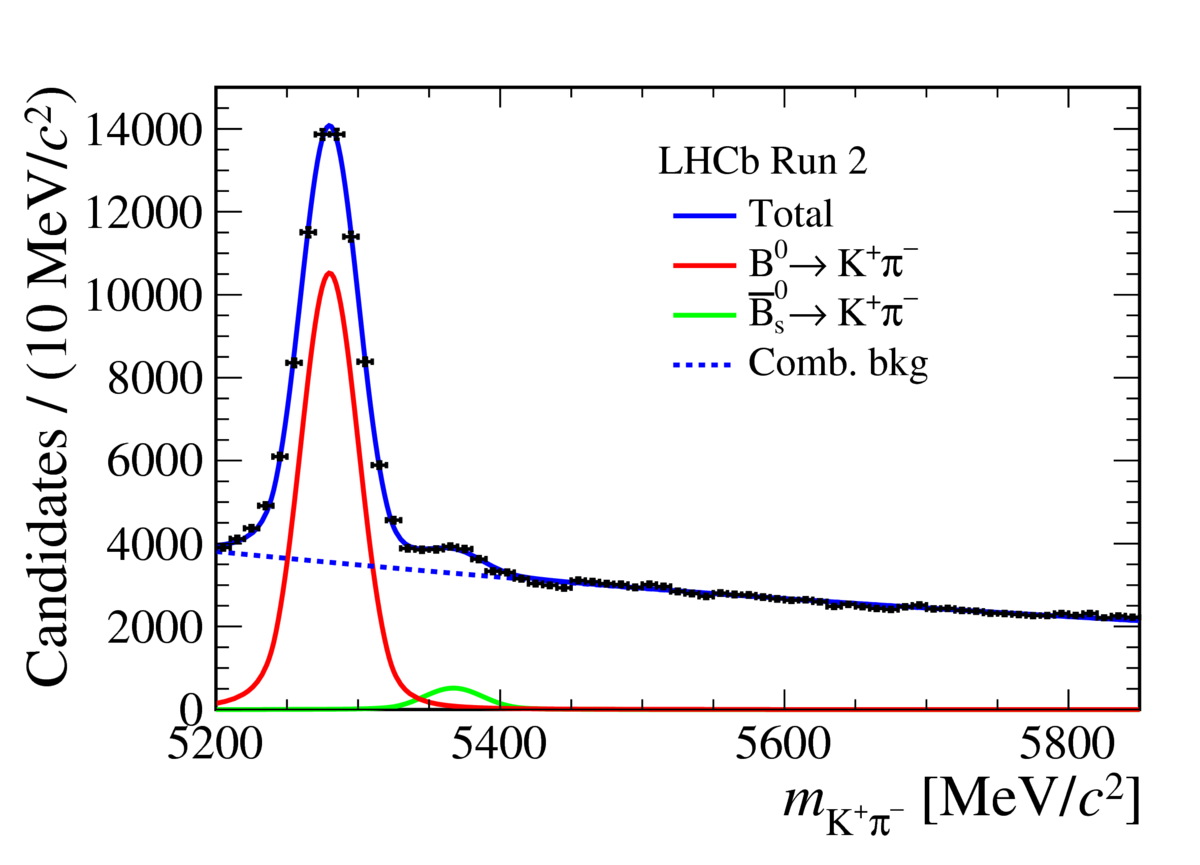 Candidates / (10 MeV/c²)
14000
12000
10000
8000
6000
4000
2000
0
LHCb Run 2
Total
B⁰→ K⁺π⁻
B̅⁰ₛ→ K⁺π⁻
Comb. bkg
5200 5400 5600 5800
m_K⁺π⁻ [MeV/c²]